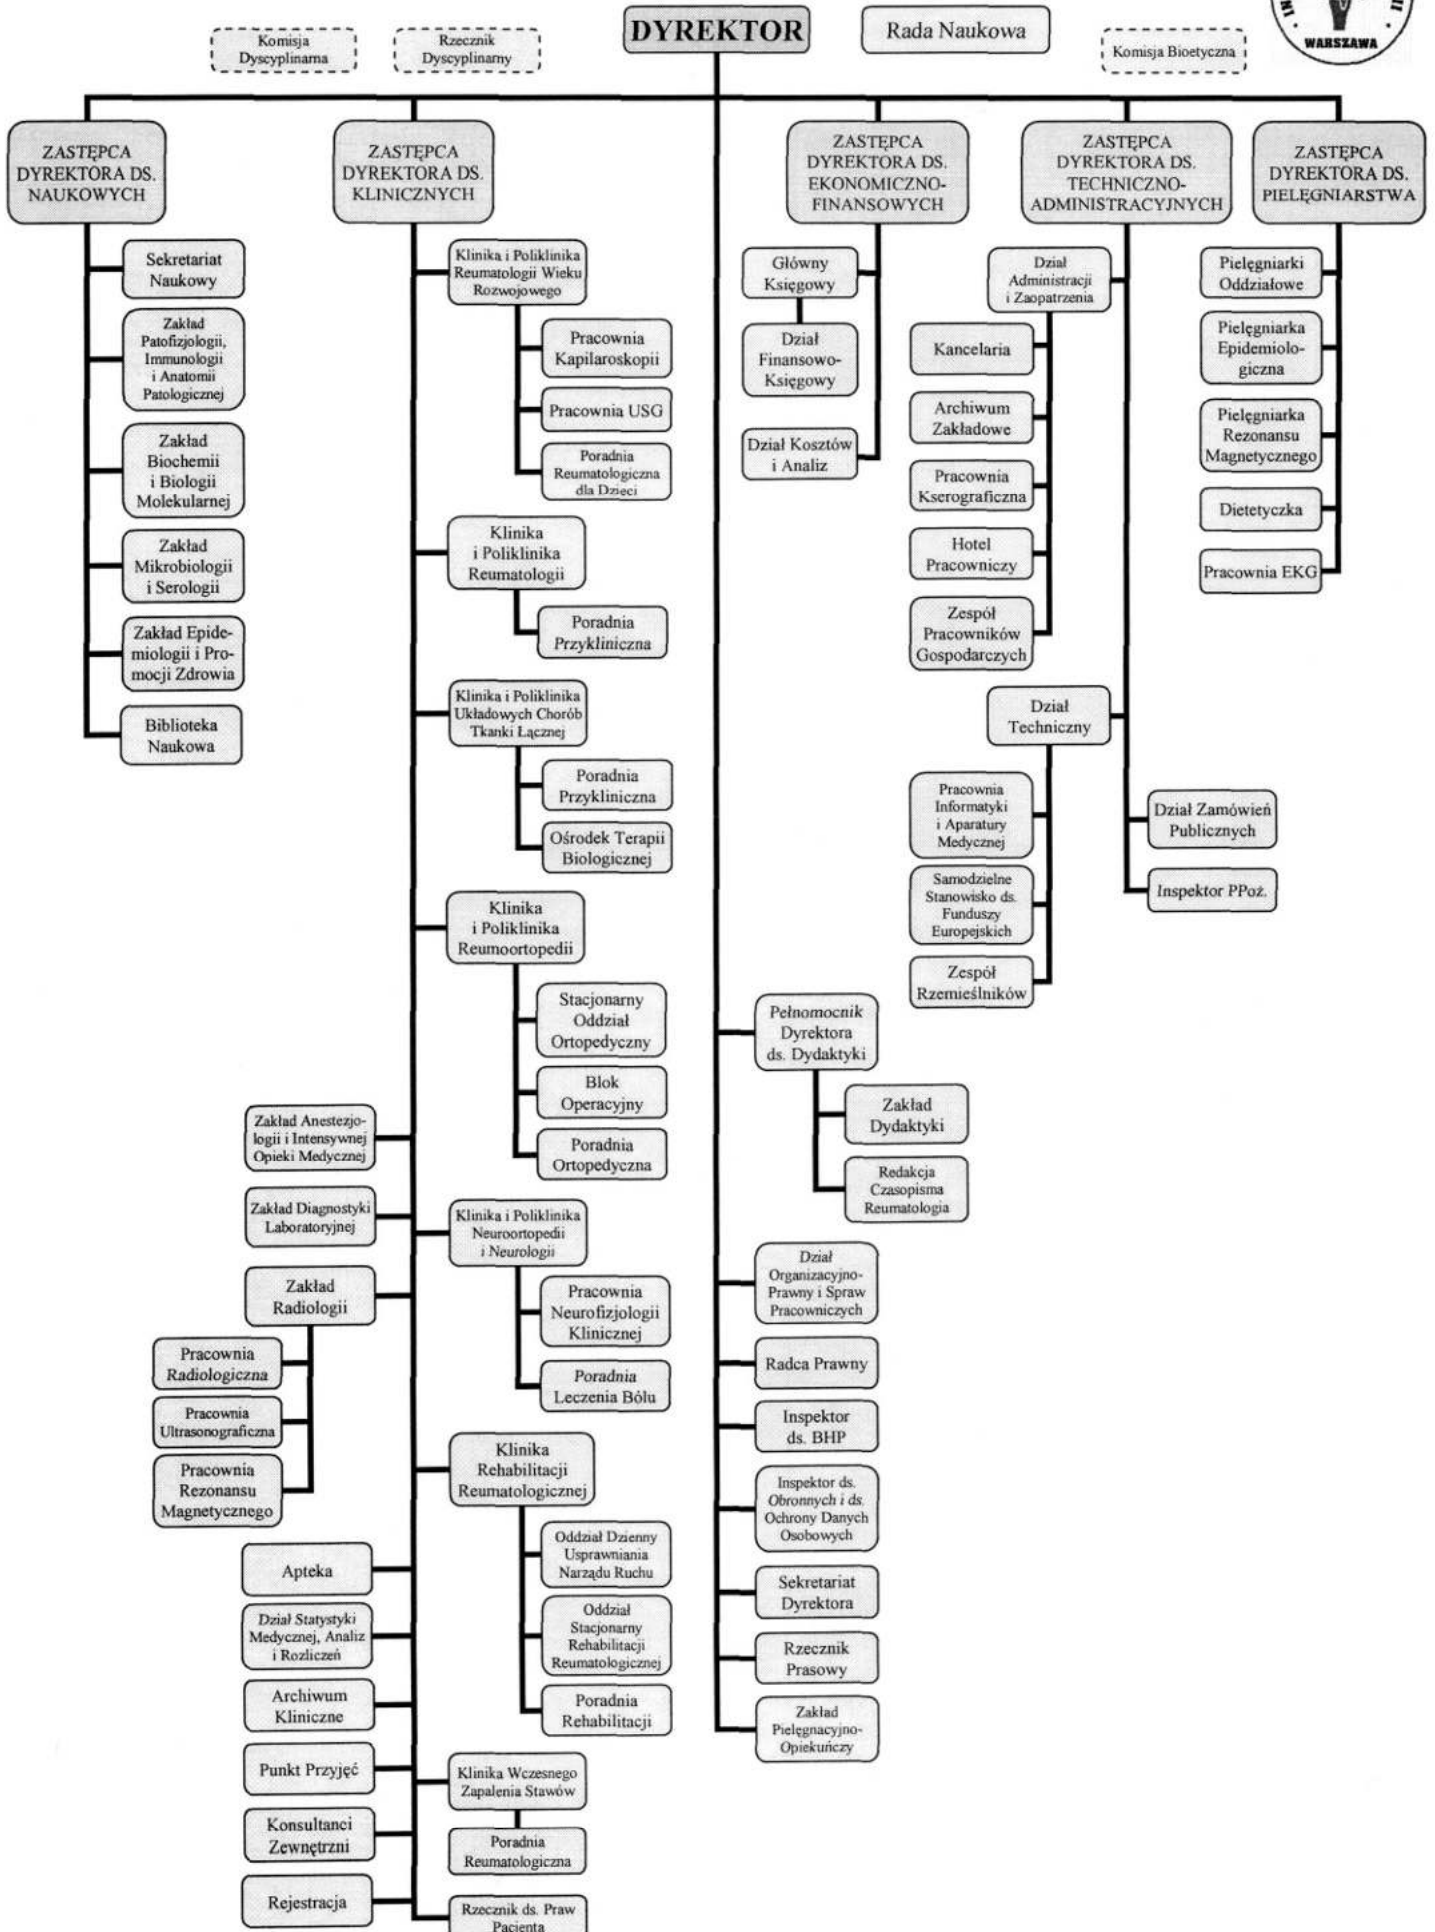 DYREKTOR
Rada Naukowa
Komisja
Dyscyplinarna
Rzecznik
Dyscyplinarny
Komisja Bioetyczna
WARSZAWA
ZASTĘPCA
DYREKTORA DS.
NAUKOWYCH
ZASTĘPCA
DYREKTORA DS.
KLINICZNYCH
ZASTĘPCA
DYREKTORA DS.
EKONOMICZNO-
FINANSOWYCH
ZASTĘPCA
DYREKTORA DS.
TECHNICZNO-
ADMINISTRACYJNYCH
ZASTĘPCA
DYREKTORA DS.
PIELĘGNIARSTWA
Sekretariat
Naukowy
Zakład
Patofizjologii,
Immunologii
i Anatomii
Patologicznej
Zakład
Biochemii
i Biologii
Molekularnej
Zakład
Mikrobiologii
i Serologii
Zakład Epide-
miologii i Pro-
mocji Zdrowia
Biblioteka
Naukowa
Klinika i Poliklinika
Reumatologii Wieku
Rozwojowego
Pracownia
Kapilaroskopii
Pracownia USG
Poradnia
Reumatologiczna
dla Dzieci
Klinika
i Poliklinika
Reumatologii
Poradnia
Przykliniczna
Klinika i Poliklinika
Układowych Chorób
Tkanki Łącznej
Poradnia
Przykliniczna
Ośrodek Terapii
Biologicznej
Klinika
i Poliklinika
Reumoortopedii
Stacjonarny
Oddział
Ortopedyczny
Blok
Operacyjny
Poradnia
Ortopedyczna
Zakład Anestezjo-
logii i Intensywnej
Opieki Medycznej
Zakład Diagnostyki
Laboratoryjnej
Klinika i Poliklinika
Neuroortopedii
i Neurologii
Pracownia
Neurofizjologii
Klinicznej
Poradnia
Leczenia Bólu
Zakład
Radiologii
Pracownia
Radiologiczna
Pracownia
Ultrasonograficzna
Pracownia
Rezonansu
Magnetycznego
Klinika
Rehabilitacji
Reumatologicznej
Oddział Dzienny
Usprawniania
Narządu Ruchu
Oddział
Stacjonarny
Rehabilitacji
Reumatologicznej
Poradnia
Rehabilitacji
Apteka
Dział Statystyki
Medycznej, Analiz
i Rozliczeń
Archiwum
Kliniczne
Punkt Przyjęć
Konsultanci
Zewnętrzni
Rejestracja
Klinika Wczesnego
Zapalenia Stawów
Poradnia
Reumatologiczna
Rzecznik ds. Praw
Pacjenta
Główny
Księgowy
Dział
Finansowo-
Księgowy
Dział Kosztów
i Analiz
Dział
Administracji
i Zaopatrzenia
Kancelaria
Archiwum
Zakładowe
Pracownia
Kserograficzna
Hotel
Pracowniczy
Zespół
Pracowników
Gospodarczych
Dział
Techniczny
Pracownia
Informatyki
i Aparatury
Medycznej
Samodzielne
Stanowisko ds.
Funduszy
Europejskich
Zespół
Rzemieślników
Dział Zamówień
Publicznych
Inspektor PPoż.
Pielęgniarki
Oddziałowe
Pielęgniarka
Epidemiolo-
giczna
Pielęgniarka
Rezonansu
Magnetycznego
Dietetyczka
Pracownia EKG
Pełnomocnik
Dyrektora
ds. Dydaktyki
Zakład
Dydaktyki
Redakcja
Czasopisma
Reumatologia
Dział
Organizacyjno-
Prawny i Spraw
Pracowniczych
Radca Prawny
Inspektor
ds. BHP
Inspektor ds.
Obronnych i ds.
Ochrony Danych
Osobowych
Sekretariat
Dyrektora
Rzecznik
Prasowy
Zakład
Pielęgnacyjno-
Opiekuńczy